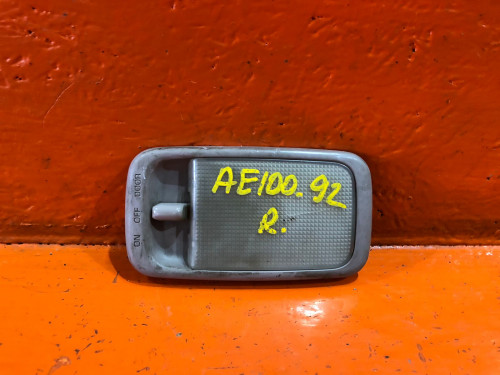 AE100-92
R.
ON OFF DOOR